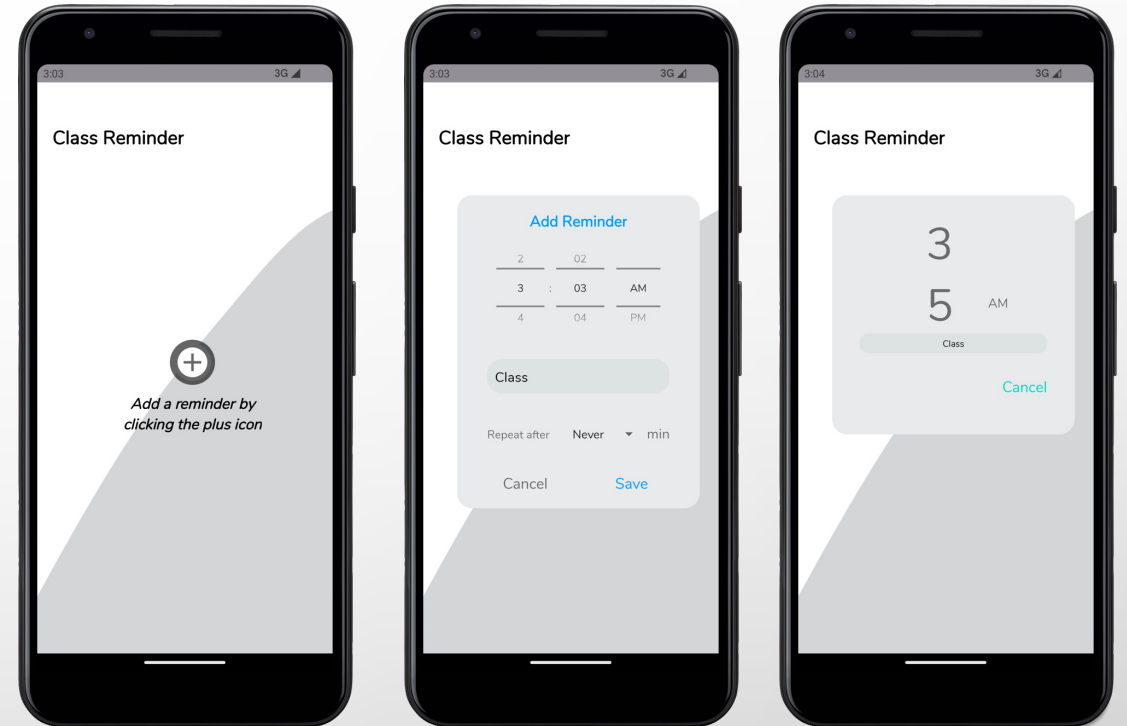 3:03 3G
Class Reminder
Add a reminder by
clicking the plus icon
3:03 3G
Class Reminder
Add Reminder
2 02
3 : 03 AM
4 04 PM
Class
Repeat after Never min
Cancel Save
3:04 3G
Class Reminder
3
5 AM
Class
Cancel